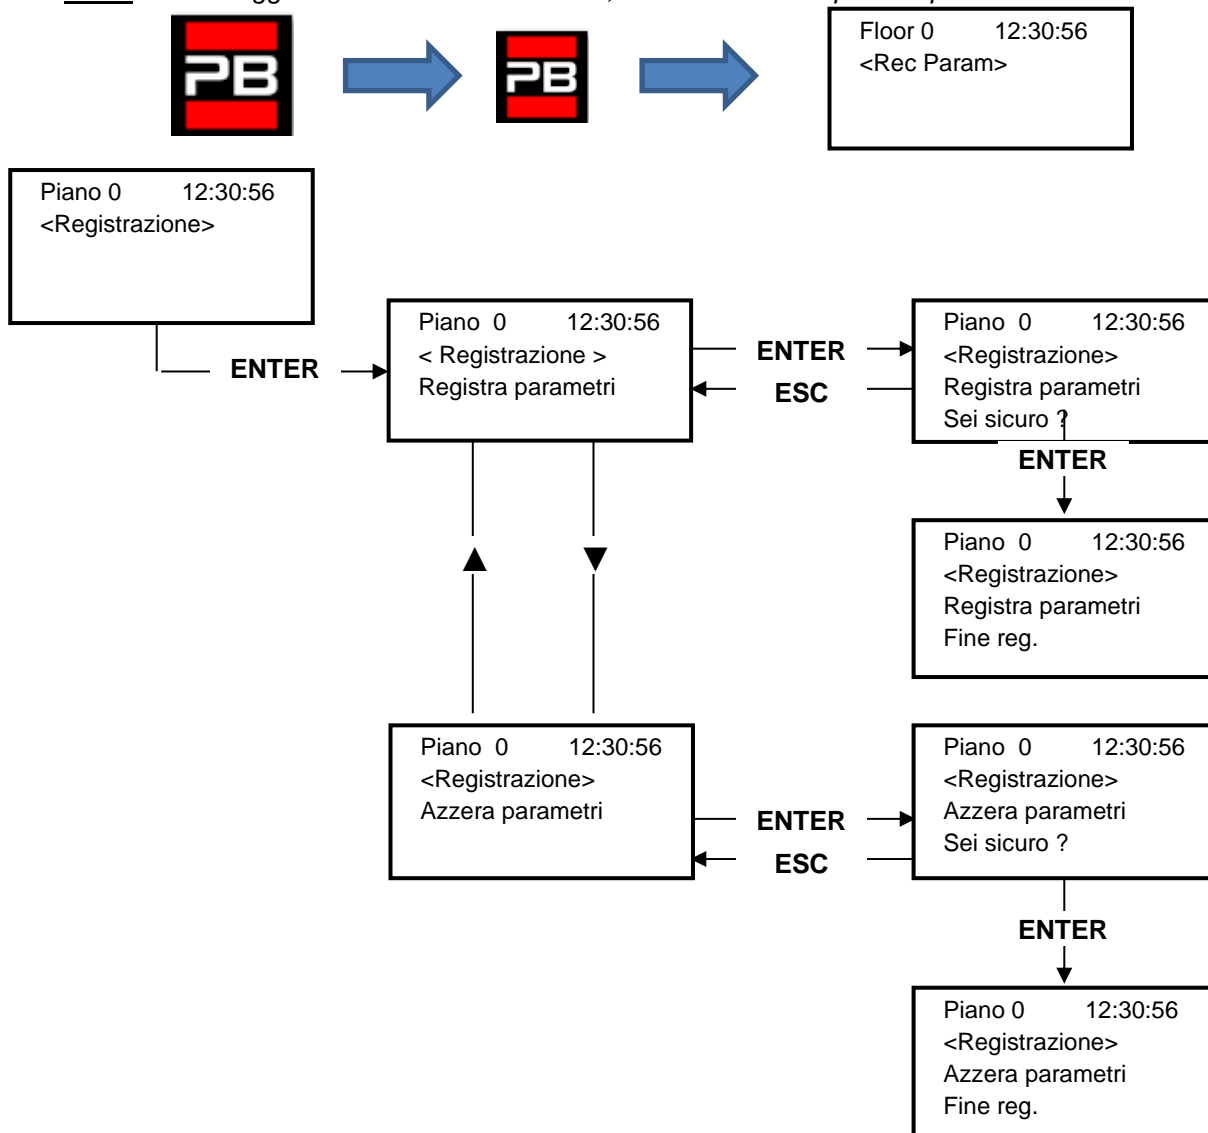 PB
PB
Floor 0 12:30:56
<Rec Param>
Piano 0 12:30:56
<Registrazione>
ENTER
Piano 0 12:30:56
< Registrazione >
Registra parametri
ENTER
ESC
Piano 0 12:30:56
<Registrazione>
Registra parametri
Sei sicuro ?
ENTER
Piano 0 12:30:56
<Registrazione>
Registra parametri
Fine reg.
▲ ▼
Piano 0 12:30:56
<Registrazione>
Azzera parametri
ENTER
ESC
Piano 0 12:30:56
<Registrazione>
Azzera parametri
Sei sicuro ?
ENTER
Piano 0 12:30:56
<Registrazione>
Azzera parametri
Fine reg.